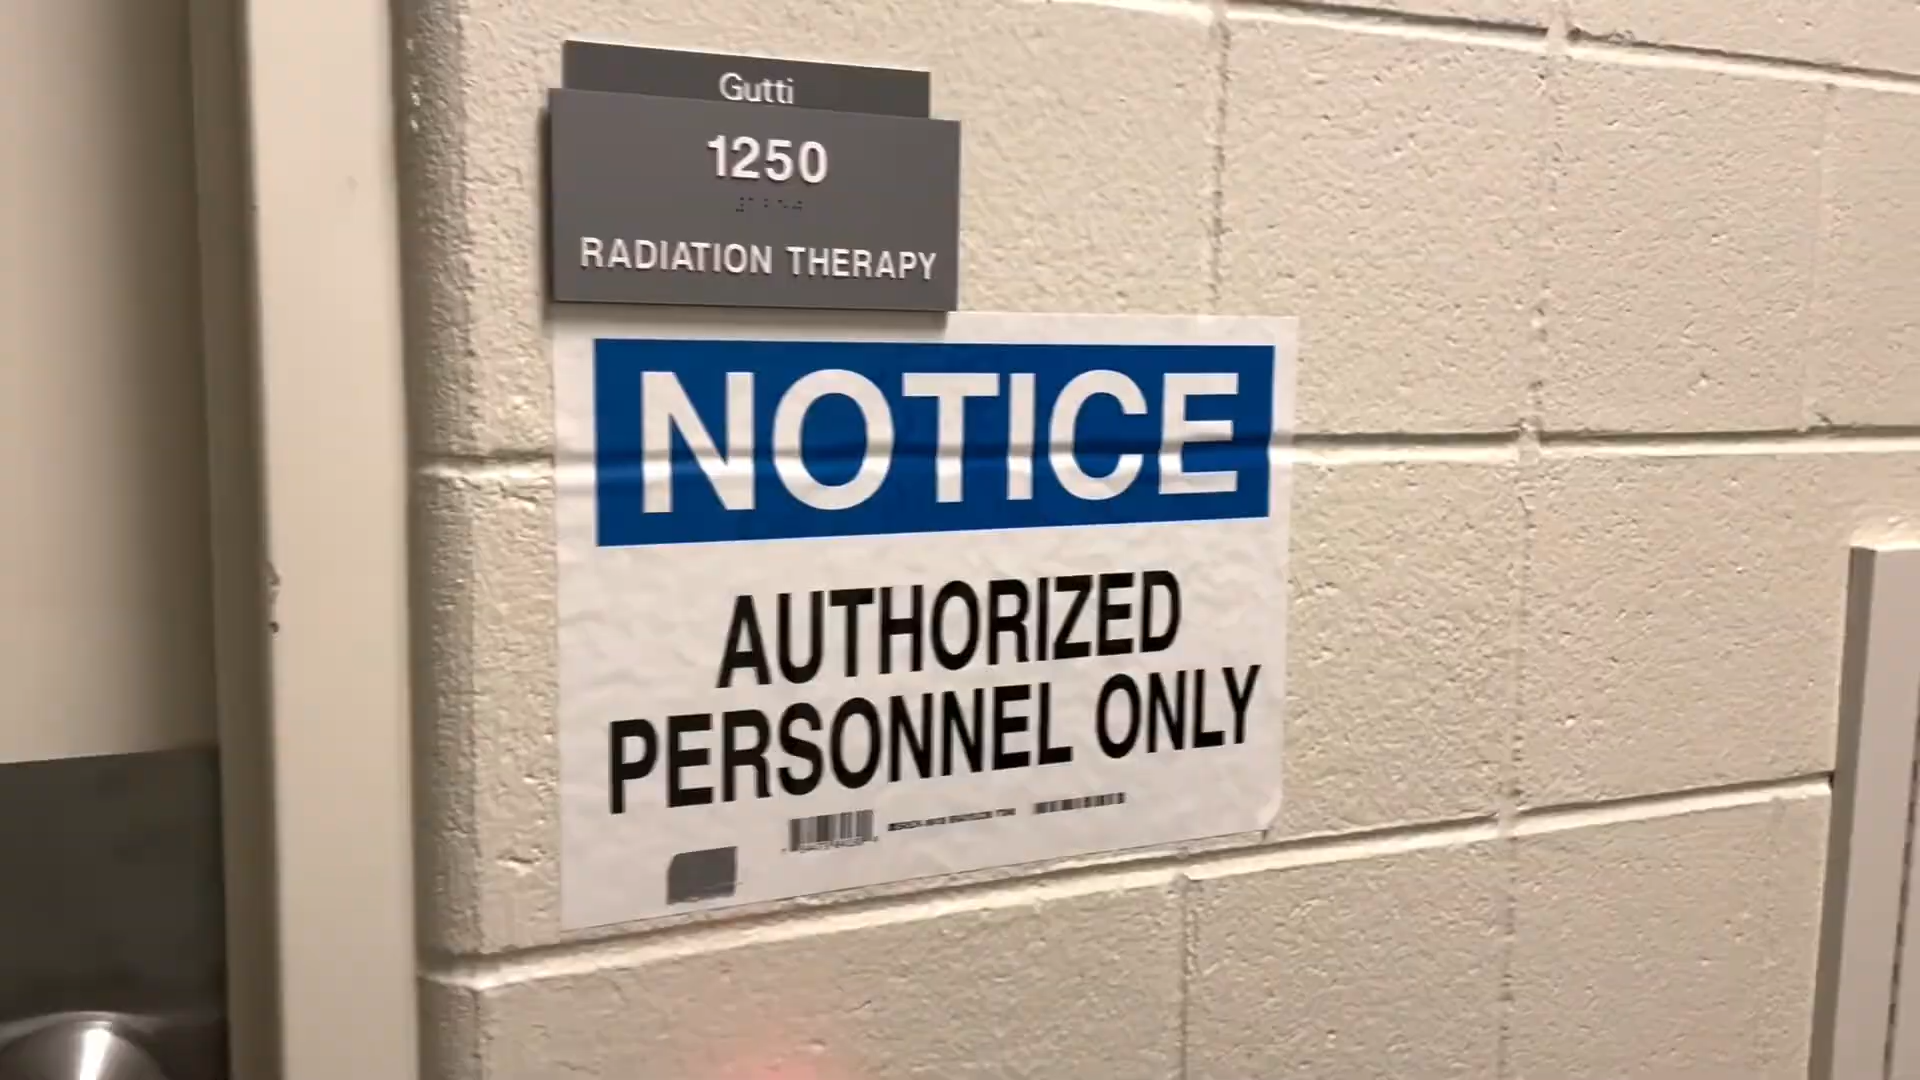 Gutti
1250
RADIATION THERAPY
NOTICE
AUTHORIZED
PERSONNEL ONLY